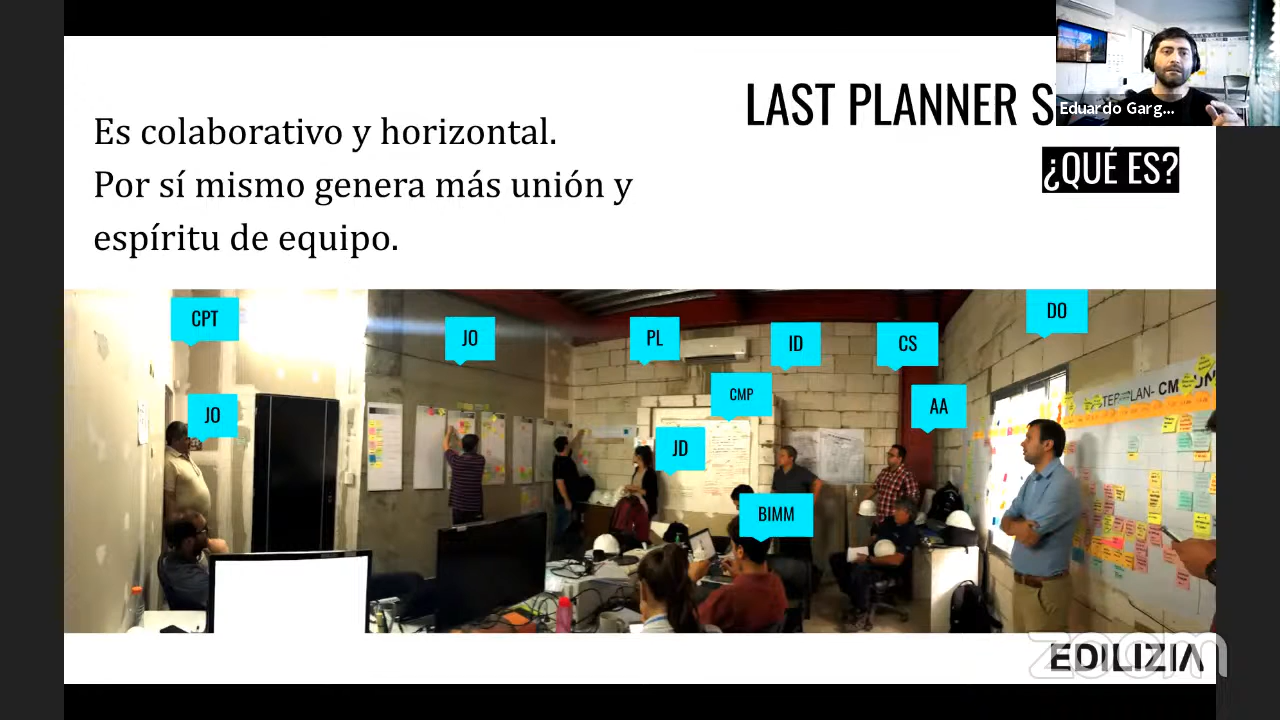 LAST PLANNER S
Eduardo Garg...
¿QUÉ ES?
Es colaborativo y horizontal.
Por sí mismo genera más unión y
espíritu de equipo.
CPT
JO
PL
ID
CS
DO
CMP
AA
JO
JD
BIMM
zoom
EDILIZIA